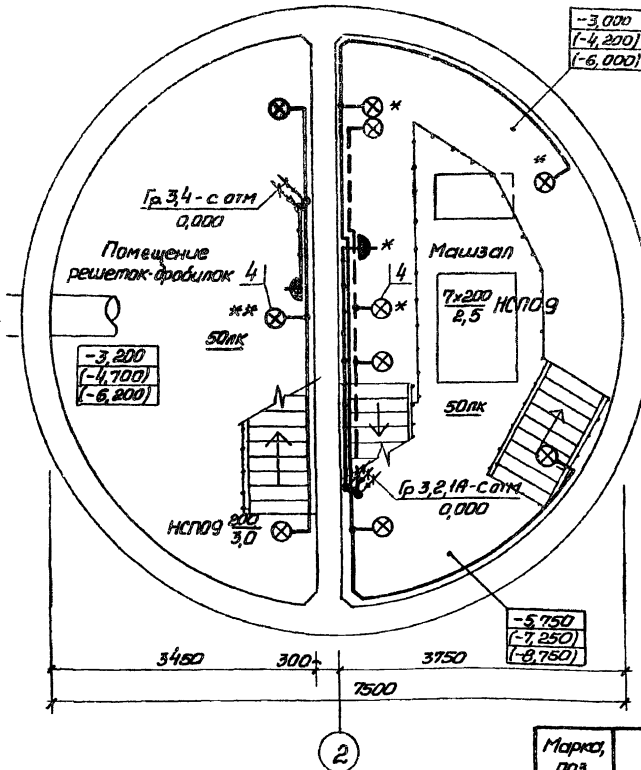 -3,000
(-4,200)
(-6,000)
*
*
Гр 3,4 - с отм
0,000
Помещение
решеток-дробилок
4
**
50лк
*
4
*
Машзал
7х200
2,5
НСП09
50лк
-3,200
(-4,700)
(-6,200)
Гр 3,2,1А - с отм
0,000
НСП09
200
3,0
-5,750
(-7,250)
(-8,750)
3450
300
3750
7500
2
Марка,
поз